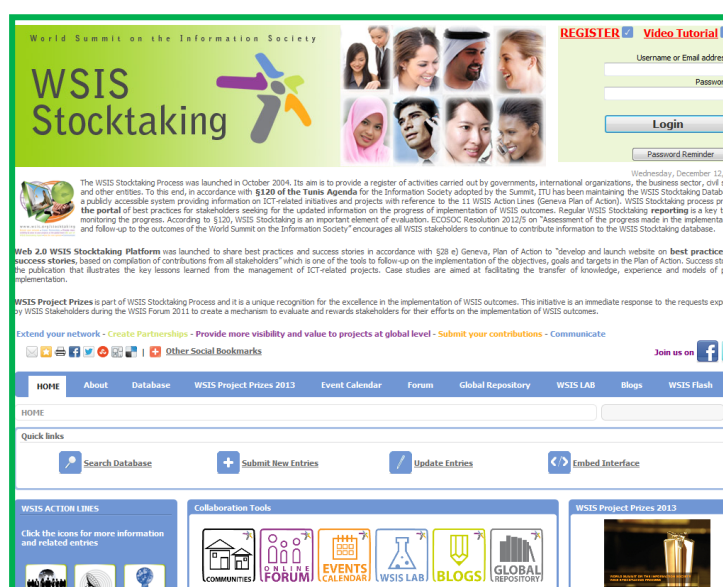 World Summit on the Information Society
WSIS
Stocktaking
REGISTER Video Tutorial
Username or Email addres
Passwor
Login
Password Reminder
Wednesday, December 12,
The WSIS Stocktaking Process was launched in October 2004. Its aim is to provide a register of activities carried out by governments, international organizations, the business sector, civil s
and other entities. To this end, in accordance with §120 of the Tunis Agenda for the Information Society adopted by the Summit, ITU has been maintaining the WSIS Stocktaking Datab
a publicly accessible system providing information on ICT-related initiatives and projects with reference to the 11 WSIS Action Lines (Geneva Plan of Action). WSIS Stocktaking process pr
the portal of best practices for stakeholders seeking for the updated information on the progress of implementation of WSIS outcomes. Regular WSIS Stocktaking reporting is a key t
monitoring the progress. According to §120, WSIS Stocktaking is an important element of evaluation. ECOSOC Resolution 2012/5 on "Assessment of the progress made in the implementa
and follow-up to the outcomes of the World Summit on the Information Society" encourages all WSIS stakeholders to continue to contribute information to the WSIS Stocktaking database.
Web 2.0 WSIS Stocktaking Platform was launched to share best practices and success stories in accordance with §28 e) Geneva, Plan of Action to "develop and launch website on best practice
success stories, based on compilation of contributions from all stakeholders" which is one of the tools to follow-up on the implementation of the objectives, goals and targets in the Plan of Action. Success sto
the publication that illustrates the key lessons learned from the management of ICT-related projects. Case studies are aimed at facilitating the transfer of knowledge, experience and models of p
mplementation.
WSIS Project Prizes is part of WSIS Stocktaking Process and it is a unique recognition for the excellence in the implementation of WSIS outcomes. This initiative is an immediate response to the requests exp
by WSIS Stakeholders during the WSIS Forum 2011 to create a mechanism to evaluate and rewards stakeholders for their efforts on the implementation of WSIS outcomes.
Extend your network - Create Partnerships - Provide more visibility and value to projects at global level - Submit your contributions - Communicate
| Other Social Bookmarks
Join us on
HOME About Database WSIS Project Prizes 2013 Event Calendar Forum Global Repository WSIS LAB Blogs WSIS Flash
HOME
Quick links
Search Database Submit New Entries Update Entries Embed Interface
WSIS ACTION LINES
Click the icons for more information
and related entries
Collaboration Tools
COMMUNITIES
ONLINE
FORUM
EVENTS
CALENDAR
WSIS LAB
BLOGS
GLOBAL
REPOSITORY
WSIS Project Prizes 2013